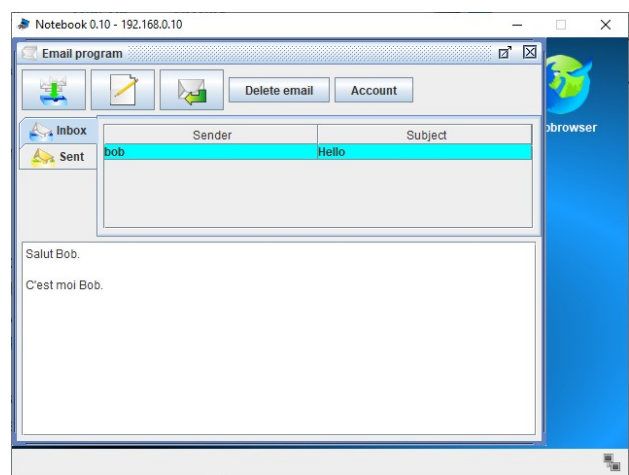 Notebook 0.10 - 192.168.0.10
Email program
Delete email
Account
Inbox
Sent
Sender
Subject
bob
Hello
Salut Bob.
C'est moi Bob.
browser